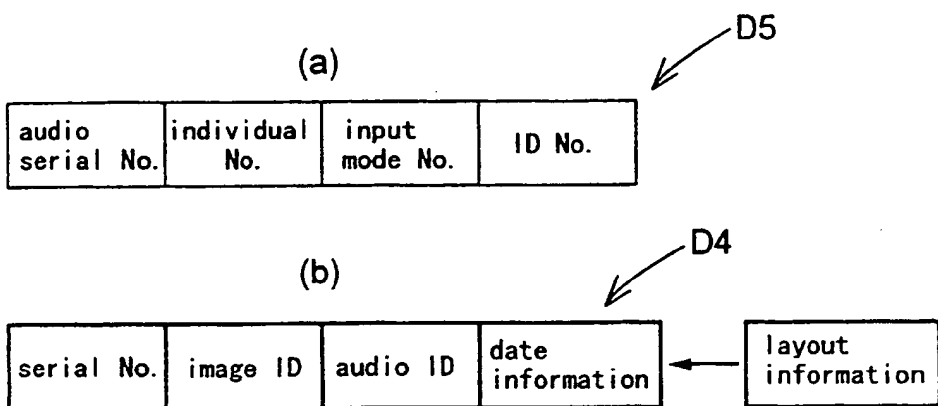 D5
(a)
audio serial No. individual No. input mode No. ID No.
D4
(b)
serial No. image ID audio ID date information layout information